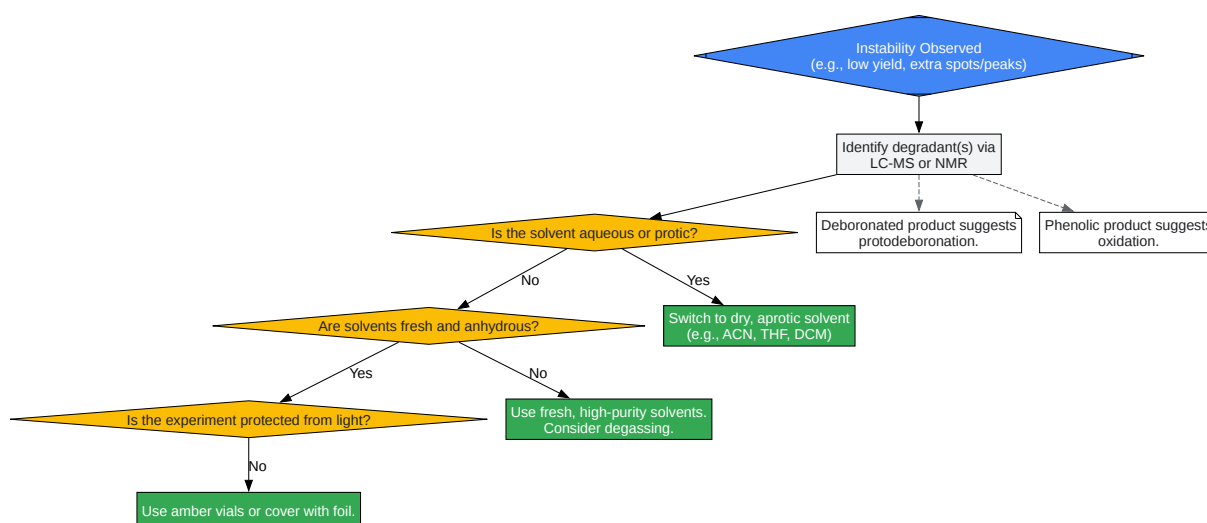 Instability Observed
(e.g., low yield, extra spots/peaks)
Identify degradant(s) via
LC-MS or NMR
Is the solvent aqueous or protic?
Deboronated product suggests
protodeboronation.
Phenolic product suggests
oxidation.
No
Yes
Are solvents fresh and anhydrous?
Switch to dry, aprotic solvent
(e.g., ACN, THF, DCM)
Yes
No
Is the experiment protected from light?
Use fresh, high-purity solvents.
Consider degassing.
No
Use amber vials or cover with foil.